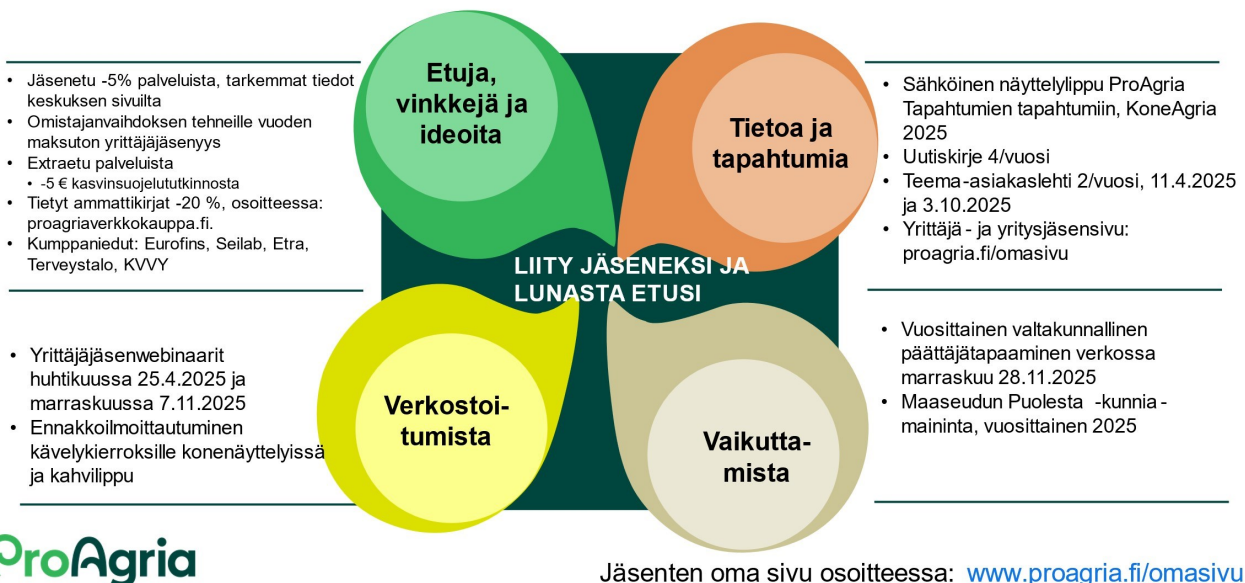 • Jäsenetu -5% palveluista, tarkemmat tiedot
keskuksen sivuilta
• Omistajanvaihdoksen tehneille vuoden
maksuton yrittäjäjäsenyys
• Extraetu palveluista
• -5 € kasvinsuojelututkinnosta
• Tietyt ammattikirjat -20 %, osoitteessa:
proagriaverkkokauppa.fi.
• Kumppaniedut: Eurofins, Seilab, Etra,
Terveystalo, KVVY
Etuja,
vinkkejä ja
ideoita
Tietoa ja
tapahtumia
• Sähköinen näyttelylippu ProAgria
Tapahtumien tapahtumiin, KoneAgria
2025
• Uutiskirje 4/vuosi
• Teema-asiakaslehti 2/vuosi, 11.4.2025
ja 3.10.2025
• Yrittäjä - ja yritysjäsensivu:
proagria.fi/omasivu
LIITY JÄSENEKSI JA
LUNASTA ETUSI
• Yrittäjäjäsenwebinaarit
huhtikuussa 25.4.2025 ja
marraskuussa 7.11.2025
• Ennakkoilmoittautuminen
kävelykierroksille konenäyttelyissä
ja kahvilippu
Verkostoi-
tumista
Vaikutta-
mista
• Vuosittainen valtakunnallinen
päättäjätapaaminen verkossa
marraskuu 28.11.2025
• Maaseudun Puolesta -kunnia -
maininta, vuosittainen 2025
ProAgria
Jäsenten oma sivu osoitteessa: www.proagria.fi/omasivu